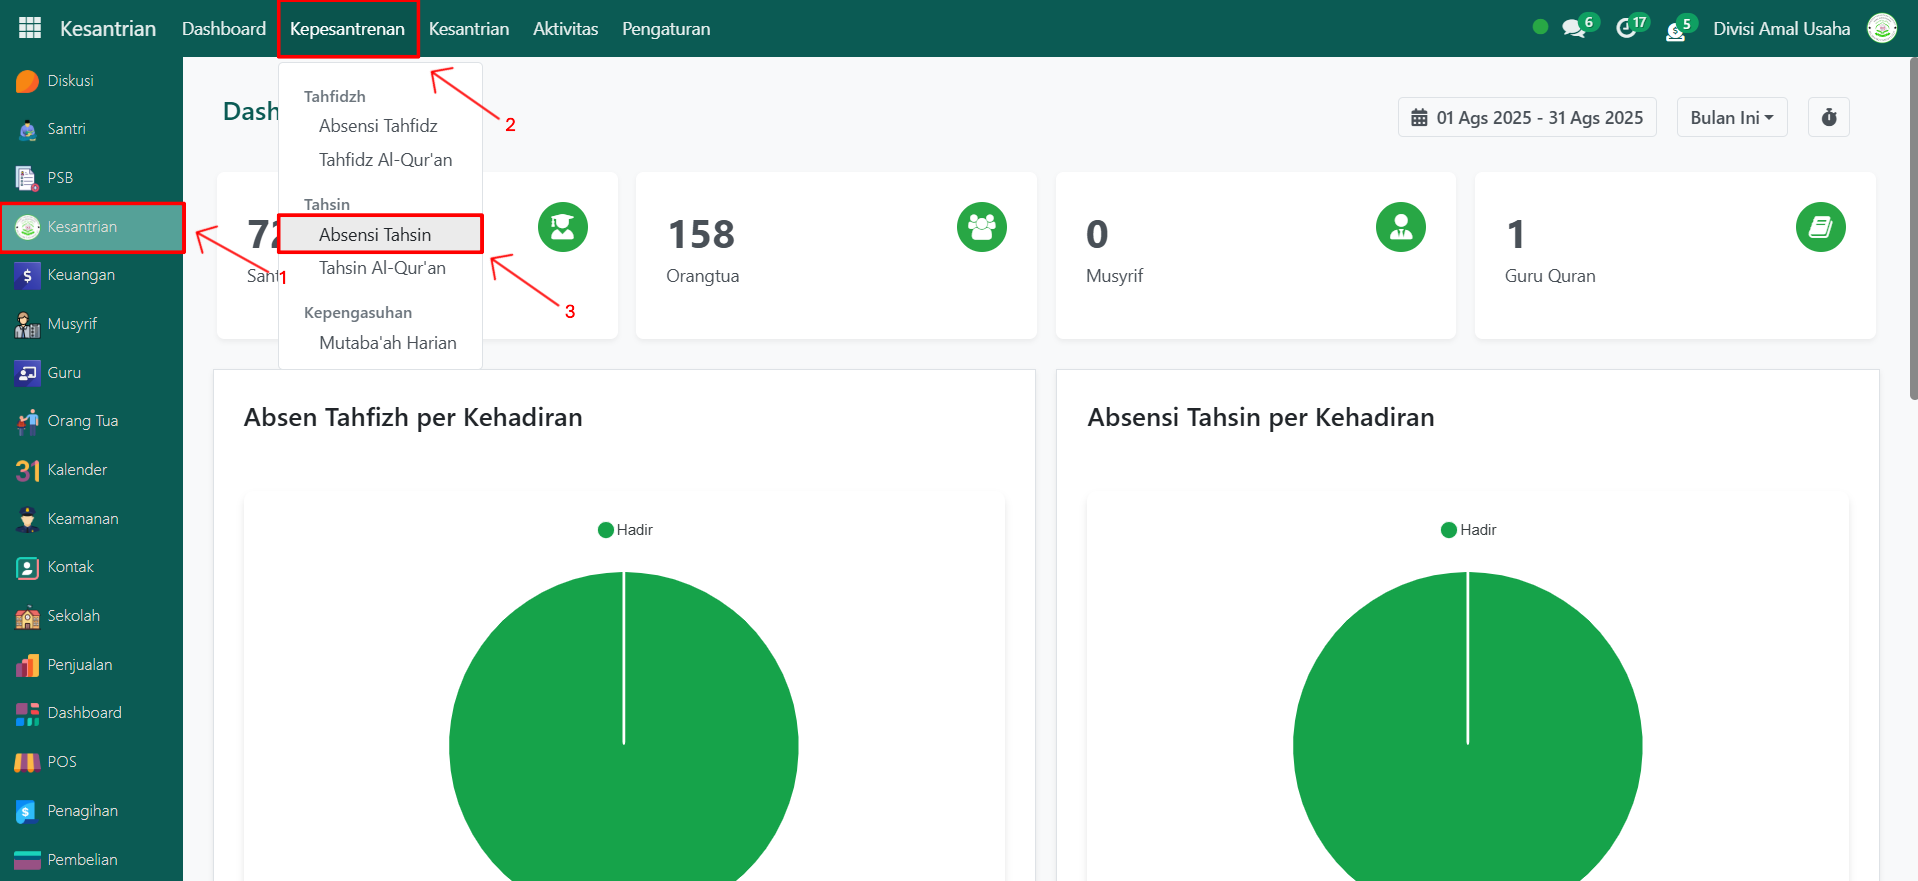 Kesantrian Dashboard Kepesantrenan Kesantrian Aktivitas Pengaturan 6 17 5 Divisi Amal Usaha
Diskusi
Santri
PSB
Kesantrian
Keuangan
Musyrif
Guru
Orang Tua
31 Kalender
Keamanan
Kontak
Sekolah
Penjualan
Dashboard
POS
Penagihan
Pembelian
1
2
3
Tahfidzh
Absensi Tahfidz
Tahfidz Al-Qur'an
Tahsin
Absensi Tahsin
Tahsin Al-Qur'an
Kepengasuhan
Mutaba'ah Harian
Dash
01 Ags 2025 - 31 Ags 2025 Bulan Ini
72
Sant
158
Orangtua
0
Musyrif
1
Guru Quran
Absen Tahfizh per Kehadiran
Hadir
Absensi Tahsin per Kehadiran
Hadir